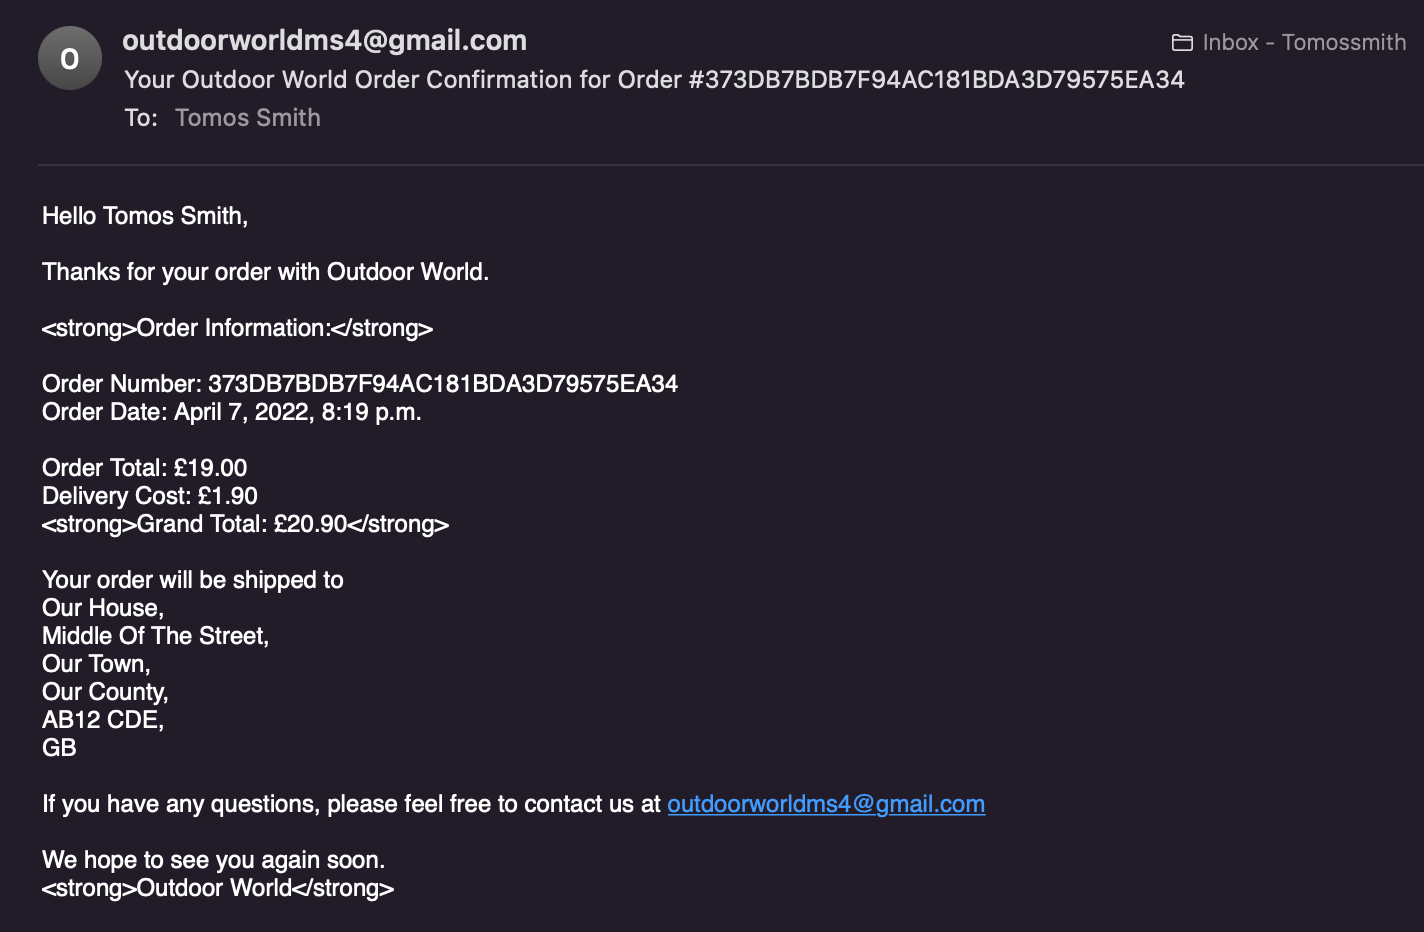 O
outdoorworldms4@gmail.com
Inbox - Tomossmith
Your Outdoor World Order Confirmation for Order #373DB7BDB7F94AC181BDA3D79575EA34
To: Tomos Smith
Hello Tomos Smith,
Thanks for your order with Outdoor World.
<strong>Order Information:</strong>
Order Number: 373DB7BDB7F94AC181BDA3D79575EA34
Order Date: April 7, 2022, 8:19 p.m.
Order Total: £19.00
Delivery Cost: £1.90
<strong>Grand Total: £20.90</strong>
Your order will be shipped to
Our House,
Middle Of The Street,
Our Town,
Our County,
AB12 CDE,
GB
If you have any questions, please feel free to contact us at outdoorworldms4@gmail.com
We hope to see you again soon.
<strong>Outdoor World</strong>